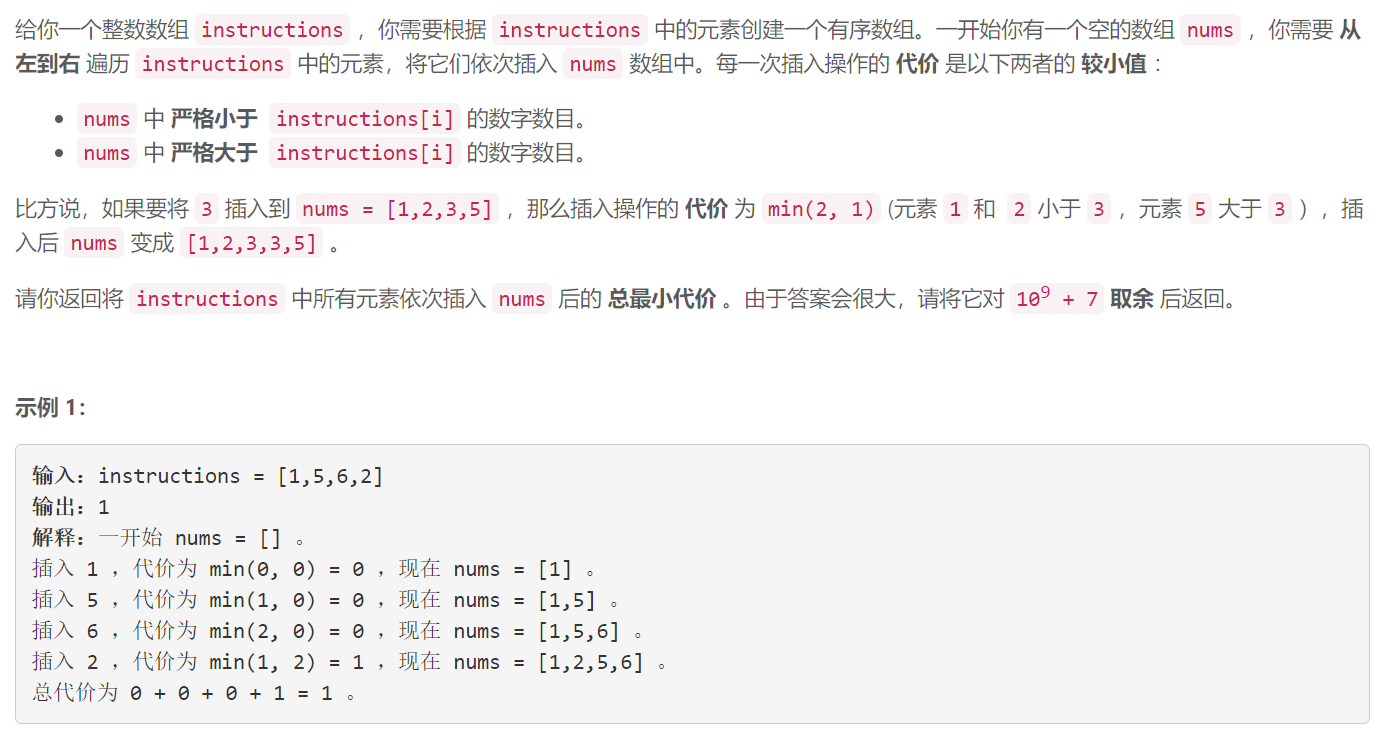 给你一个整数数组 instructions ，你需要根据 instructions 中的元素创建一个有序数组。一开始你有一个空的数组 nums ，你需要 从
左到右 遍历 instructions 中的元素，将它们依次插入 nums 数组中。每一次插入操作的 代价 是以下两者的 较小值 ：
• nums 中 严格小于 instructions[i] 的数字数目。
• nums 中 严格大于 instructions[i] 的数字数目。
比方说，如果要将 3 插入到 nums = [1,2,3,5] ，那么插入操作的 代价 为 min(2, 1) (元素 1 和 2 小于 3 ，元素 5 大于 3 ) ，插
入后 nums 变成 [1,2,3,3,5] 。
请你返回将 instructions 中所有元素依次插入 nums 后的 总最小代价 。由于答案会很大，请将它对 10⁹ + 7 取余 后返回。
示例 1：
输入：instructions = [1,5,6,2]
输出：1
解释：一开始 nums = [] 。
插入 1 ，代价为 min(0, 0) = 0 ，现在 nums = [1] 。
插入 5 ，代价为 min(1, 0) = 0 ，现在 nums = [1,5] 。
插入 6 ，代价为 min(2, 0) = 0 ，现在 nums = [1,5,6] 。
插入 2 ，代价为 min(1, 2) = 1 ，现在 nums = [1,2,5,6] 。
总代价为 0 + 0 + 0 + 1 = 1 。